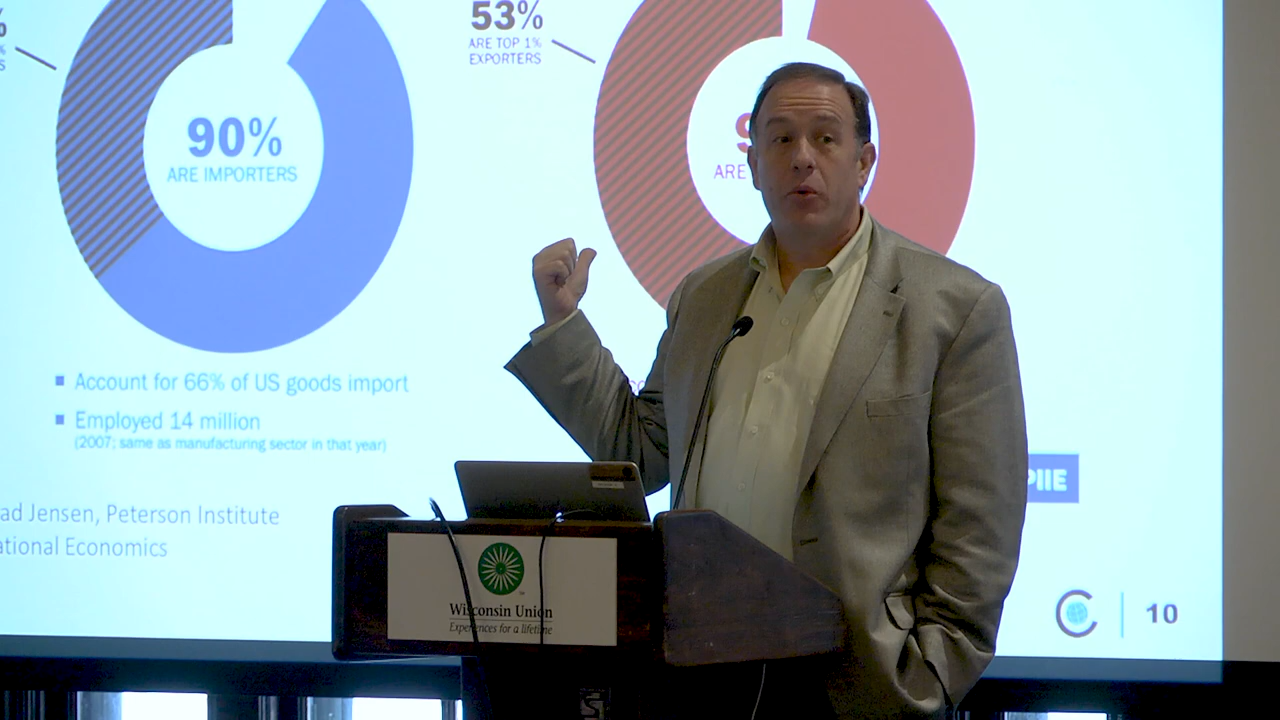 %
%
S
90%
ARE IMPORTERS
53%
ARE TOP 1%
EXPORTERS
9
ARE
Account for 66% of US goods import
Employed 14 million
(2007; same as manufacturing sector in that year)
ad Jensen, Peterson Institute
ational Economics
PIIE
10
Wisconsin Union
Experiences for a lifetime